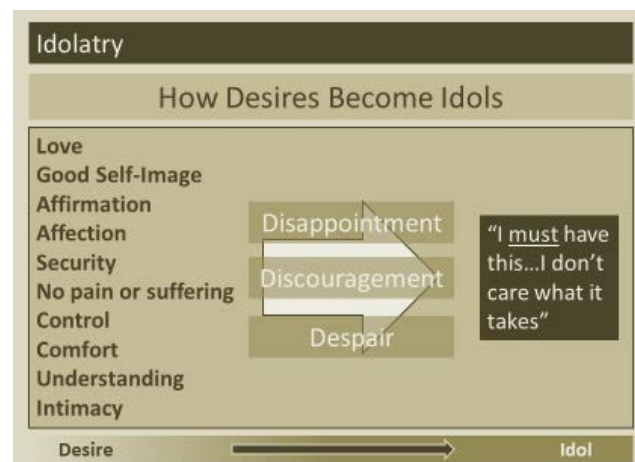 Idolatry
How Desires Become Idols
Love
Good Self-Image
Affirmation
Affection
Security
No pain or suffering
Control
Comfort
Understanding
Intimacy
Disappointment
Discouragement
Despair
“I must have
this...I don’t
care what it
takes”
Desire
Idol